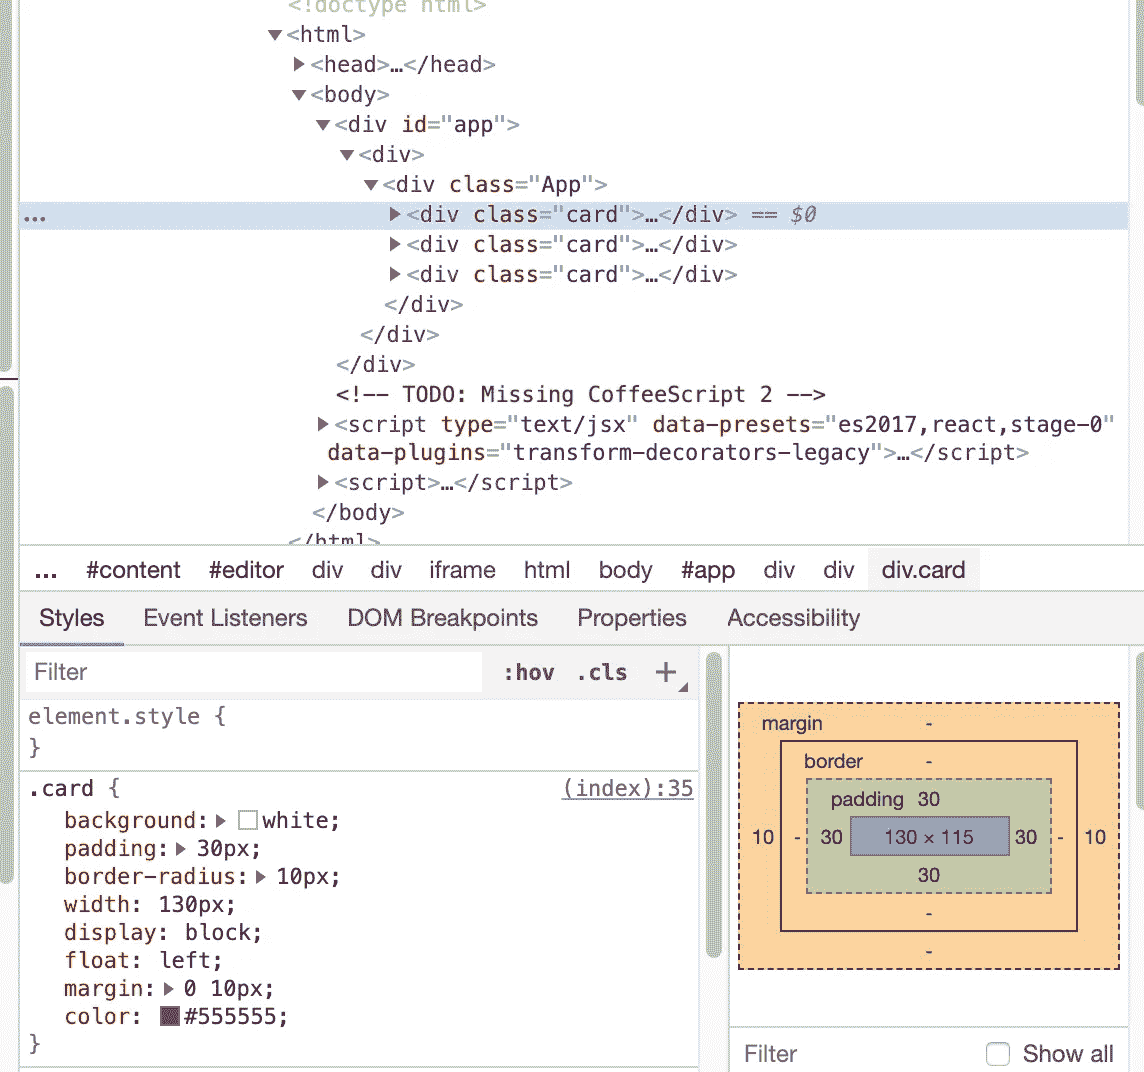 <!doctype html>
▼<html>
▶<head>…</head>
▼<body>
▼<div id="app">
▼<div>
▼<div class="App">
… ▶<div class="card">…</div> == $0
▶<div class="card">…</div>
▶<div class="card">…</div>
</div>
</div>
</div>
<!-- TODO: Missing CoffeeScript 2 -->
▶<script type="text/jsx" data-presets="es2017,react,stage-0"
data-plugins="transform-decorators-legacy">…</script>
▶<script>…</script>
</body>
</html>
… #content #editor div div iframe html body #app div div div.card
Styles Event Listeners DOM Breakpoints Properties Accessibility
Filter :hov .cls +
element.style {
}
.card { (index):35
background: ▶ white;
padding: ▶ 30px;
border-radius: ▶ 10px;
width: 130px;
display: block;
float: left;
margin: ▶ 0 10px;
color: #555555;
}
margin -
border -
padding 30
10 - 30 130 × 115 30 - 10
30
-
-
Filter Show all